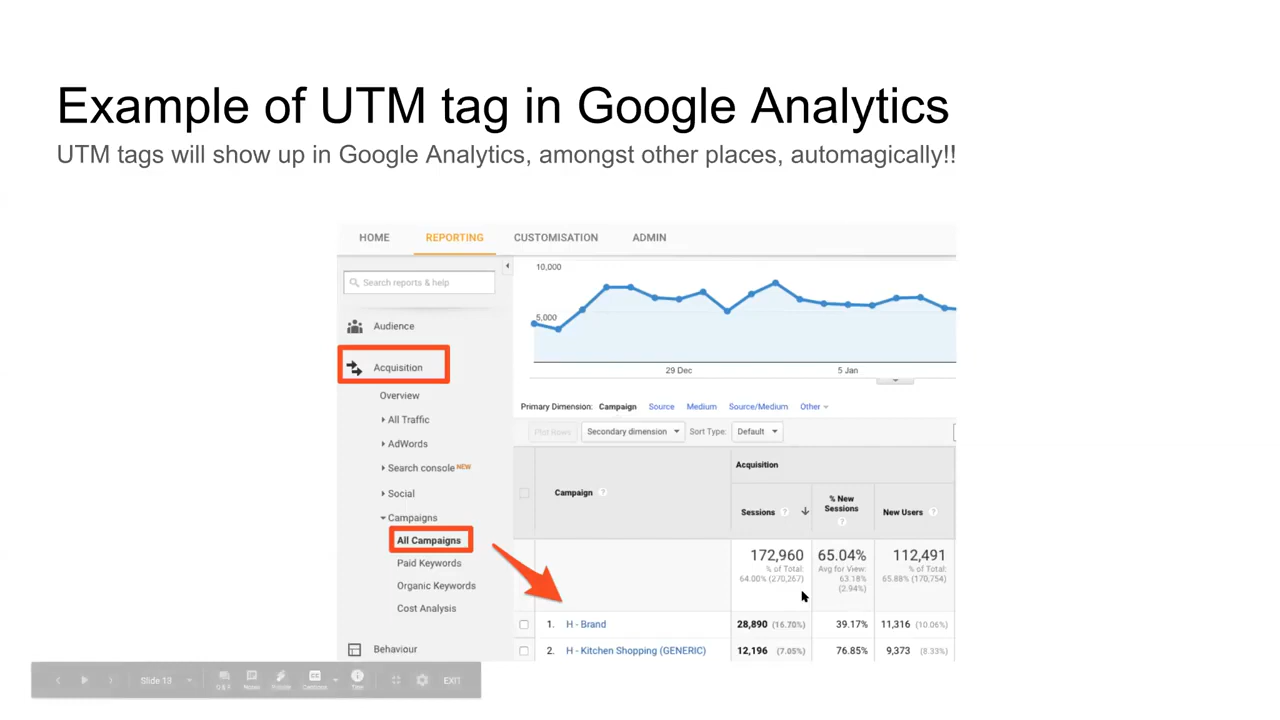 Example of UTM tag in Google Analytics
UTM tags will show up in Google Analytics, amongst other places, automagically!!
HOME REPORTING CUSTOMISATION ADMIN
Search reports & help
Audience
Acquisition
Overview
All Traffic
AdWords
Search console NEW
Social
Campaigns
All Campaigns
Paid Keywords
Organic Keywords
Cost Analysis
Behaviour
10,000
5,000
29 Dec 5 Jan
Primary Dimension: Campaign Source Medium Source/Medium Other
Plot Rows Secondary dimension Sort Type: Default
Acquisition
Campaign ? Sessions ? % New Sessions ? New Users ?
172,960 65.04% 112,491
% of Total: Avg for View: % of Total:
64.00% (270,267) 63.18% 65.88% (170,754)
(2.94%)
1. H - Brand 28,890 (16.70%) 39.17% 11,316 (10.06%)
2. H - Kitchen Shopping (GENERIC) 12,196 (7.05%) 76.85% 9,373 (8.33%)
Slide 13 Q & A Notes Pointer Captions EXIT